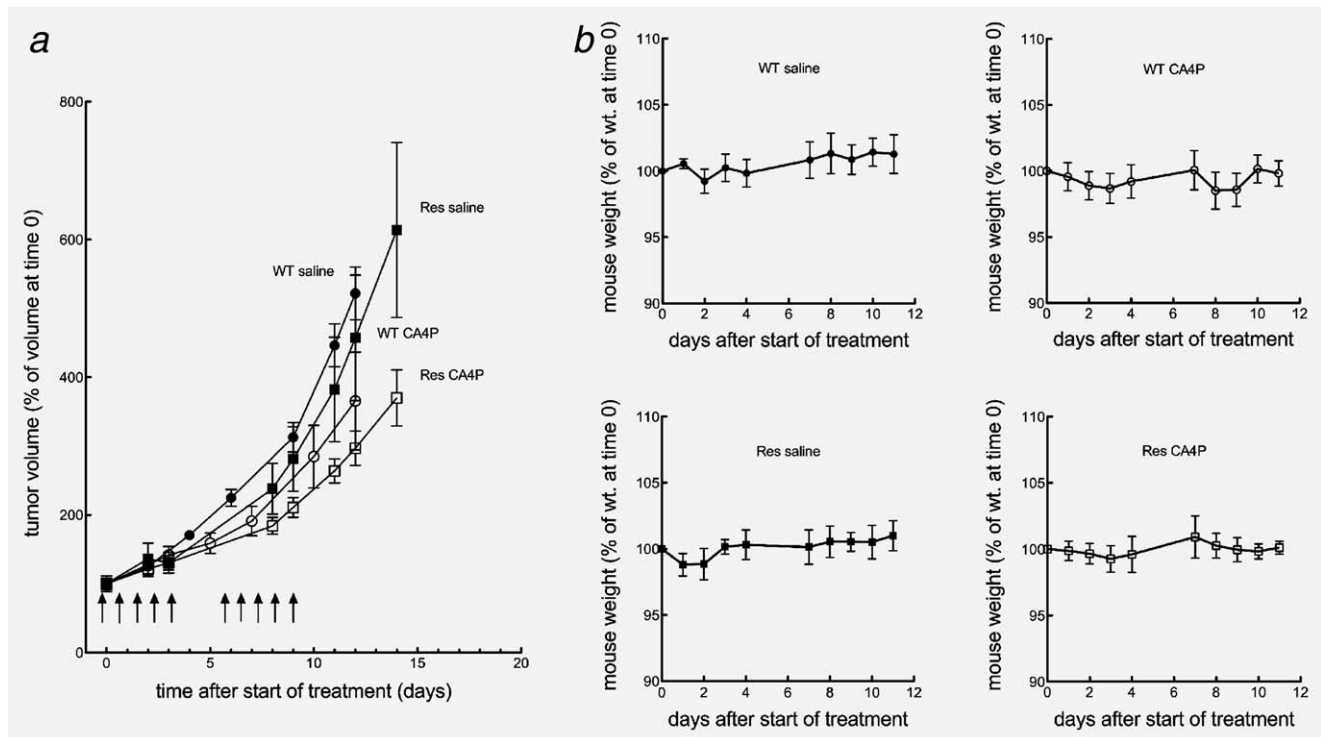 a
tumor volume (% of volume at time 0)
800
600
400
200
0
Res saline
WT saline
WT CA4P
Res CA4P
0 5 10 15 20
time after start of treatment (days)
b
mouse weight (% of wt. at time 0)
110
105
100
95
90
WT saline
0 2 4 6 8 10 12
days after start of treatment
mouse weight (% of wt. at time 0)
110
105
100
95
90
WT CA4P
0 2 4 6 8 10 12
days after start of treatment
mouse weight (% of wt. at time 0)
110
105
100
95
90
Res saline
0 2 4 6 8 10 12
days after start of treatment
mouse weight (% of wt. at time 0)
110
105
100
95
90
Res CA4P
0 2 4 6 8 10 12
days after start of treatment